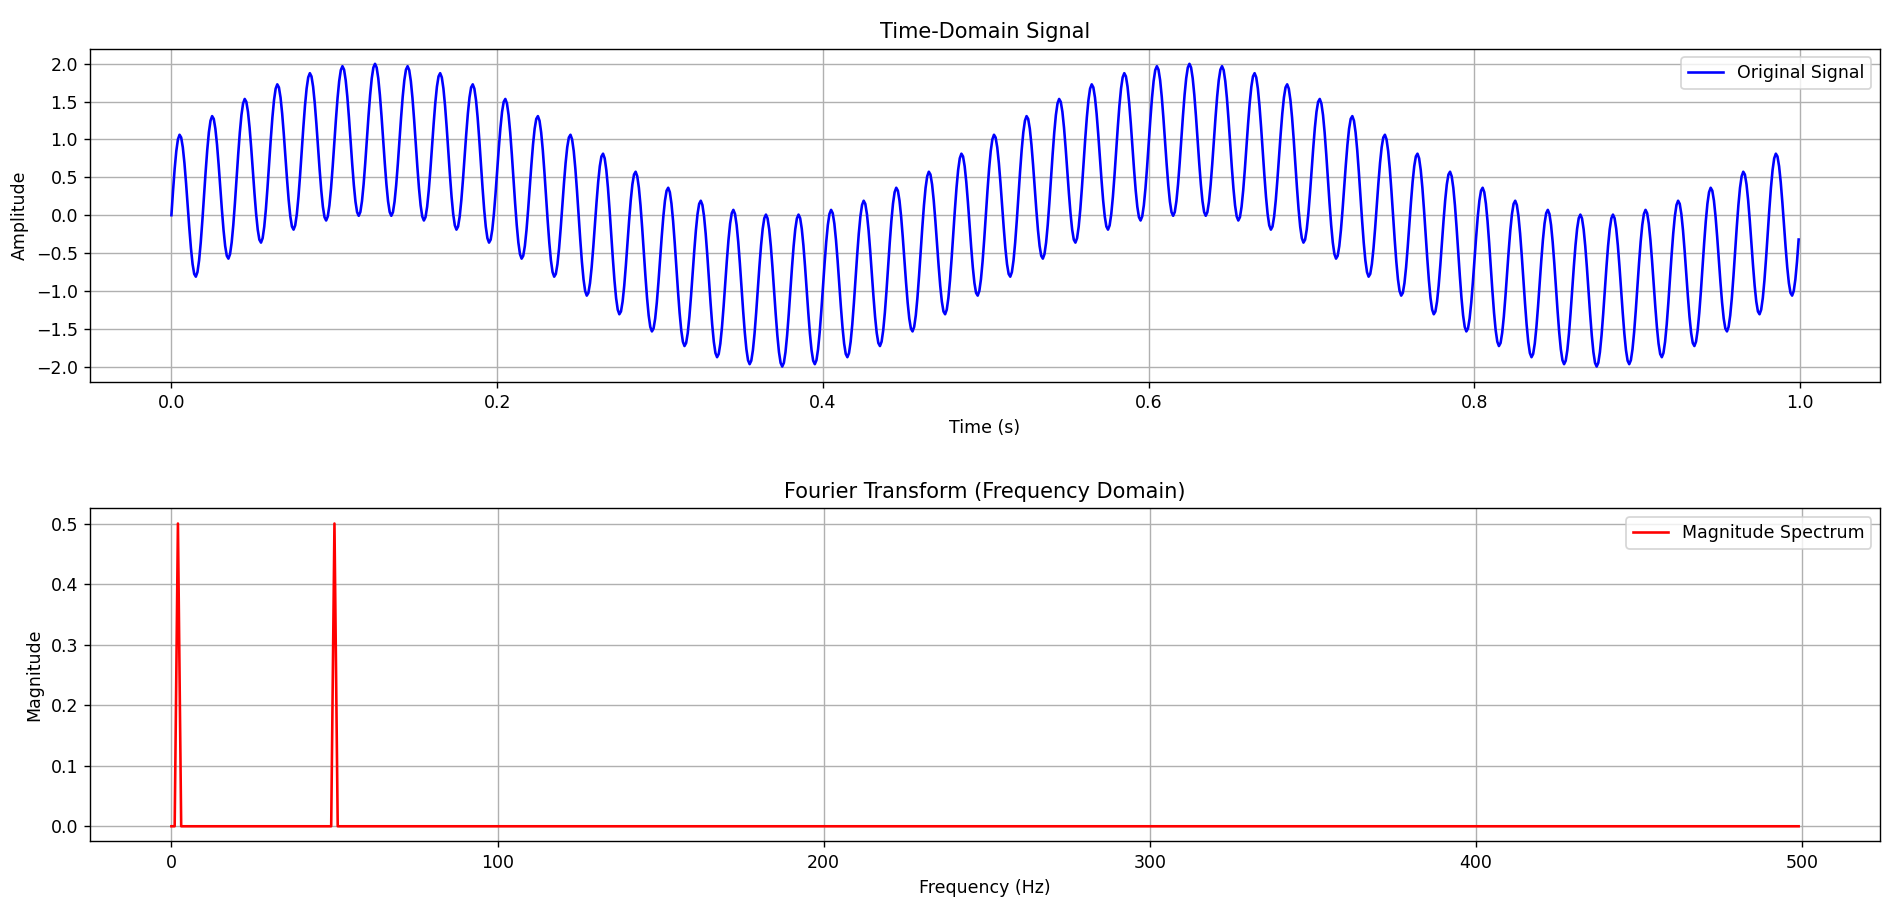 Time-Domain Signal
Original Signal
2.0
1.5
1.0
0.5
0.0
−0.5
−1.0
−1.5
−2.0
Amplitude
0.0 0.2 0.4 0.6 0.8 1.0
Time (s)
Fourier Transform (Frequency Domain)
Magnitude Spectrum
0.5
0.4
0.3
0.2
0.1
0.0
Magnitude
0 100 200 300 400 500
Frequency (Hz)